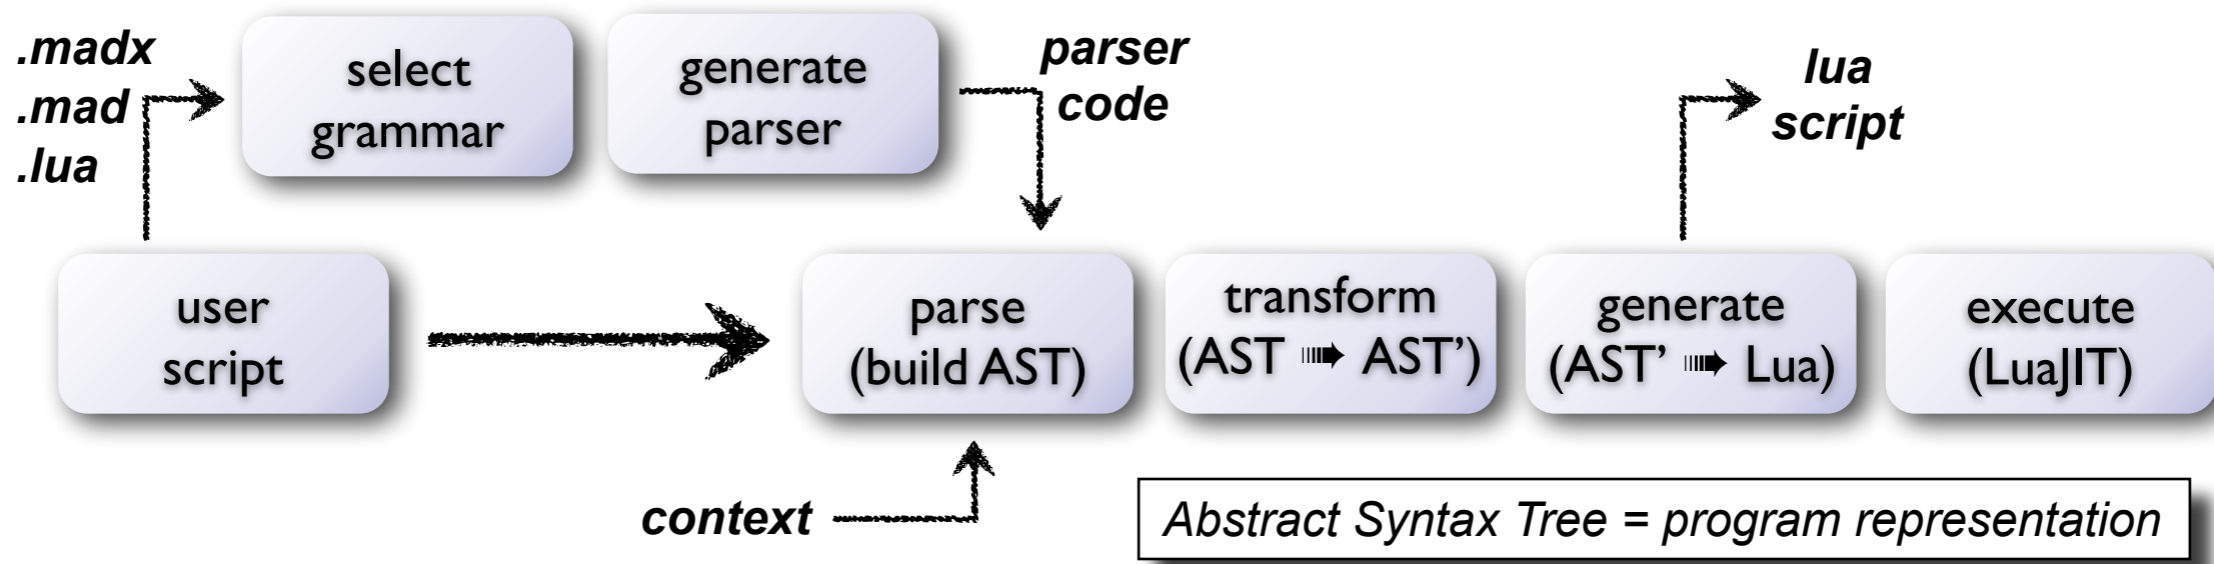 .madx
.mad
.lua
select
grammar
generate
parser
parser
code
lua
script
user
script
parse
(build AST)
transform
(AST ➠ AST’)
generate
(AST’ ➠ Lua)
execute
(LuaJIT)
context
Abstract Syntax Tree = program representation